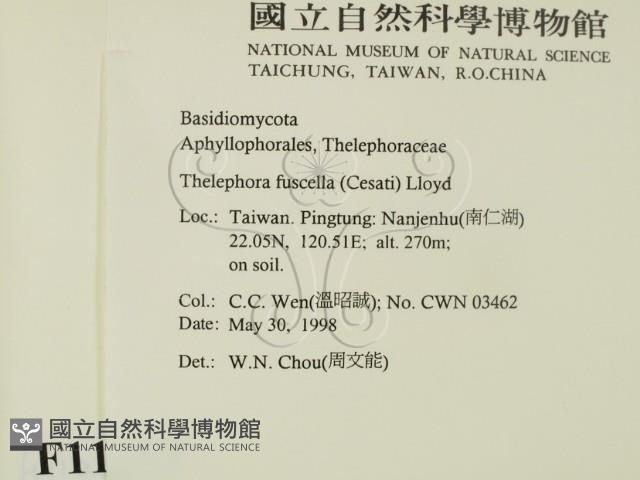 國立自然科學博物館
NATIONAL MUSEUM OF NATURAL SCIENCE
TAICHUNG, TAIWAN, R.O.CHINA
Basidiomycota
Aphyllophorales, Thelephoraceae
Thelephora fuscella (Cesati) Lloyd
Loc.: Taiwan. Pingtung: Nanjenhu(南仁湖)
22.05N, 120.51E; alt. 270m;
on soil.
Col.: C.C. Wen(溫昭誠); No. CWN 03462
Date: May 30, 1998
Det.: W.N. Chou(周文能)
國立自然科學博物館
NATIONAL MUSEUM OF NATURAL SCIENCE
F11